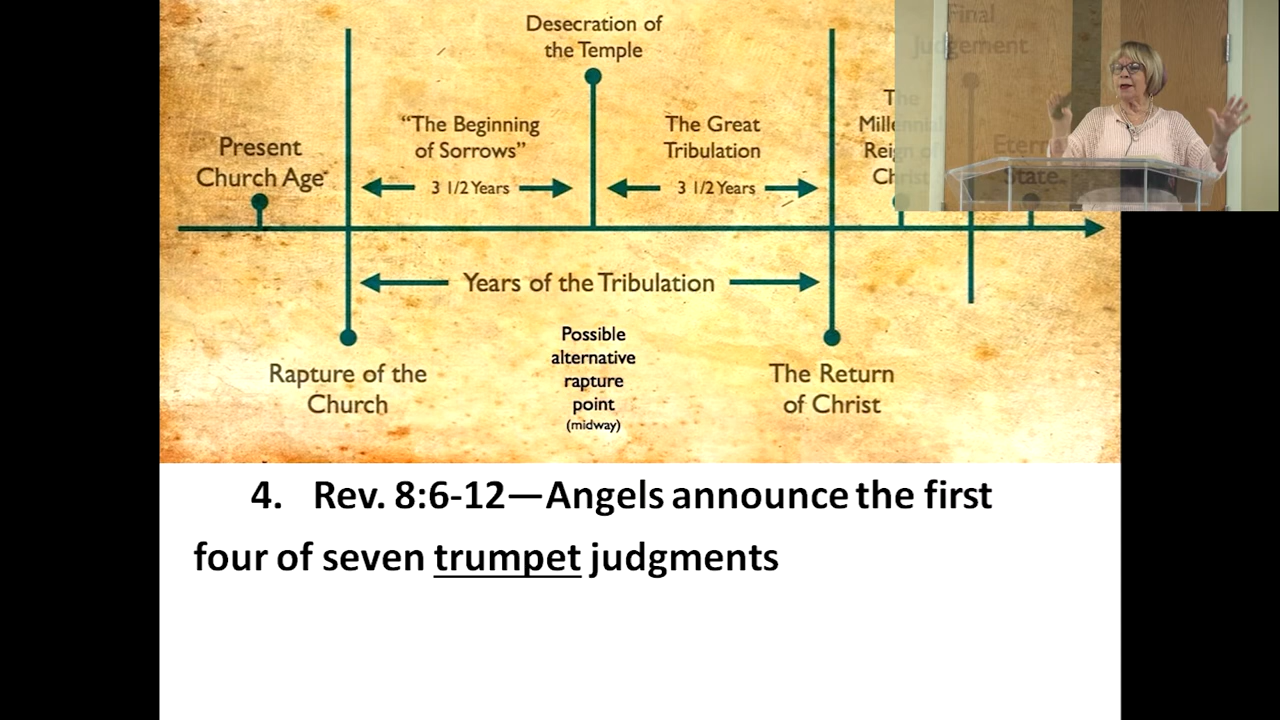 Desecration of
the Temple
Final
Judgement
"The Beginning
of Sorrows"
3 1/2 Years
The Great
Tribulation
3 1/2 Years
Present
Church Age
The
Millennial
Reign of
Christ
Eternal
State
Years of the Tribulation
Possible
alternative
rapture
point
(midway)
Rapture of the
Church
The Return
of Christ
4. Rev. 8:6-12—Angels announce the first
four of seven trumpet judgments